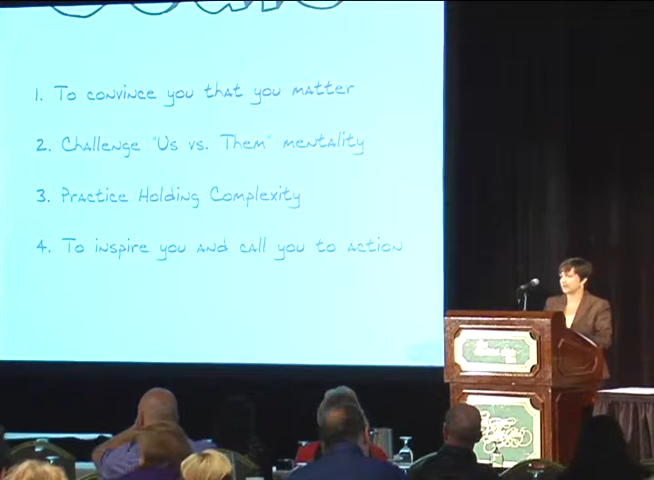 1. To convince you that you matter
2. Challenge "Us vs. Them" mentality
3. Practice Holding Complexity
4. To inspire you and call you to action